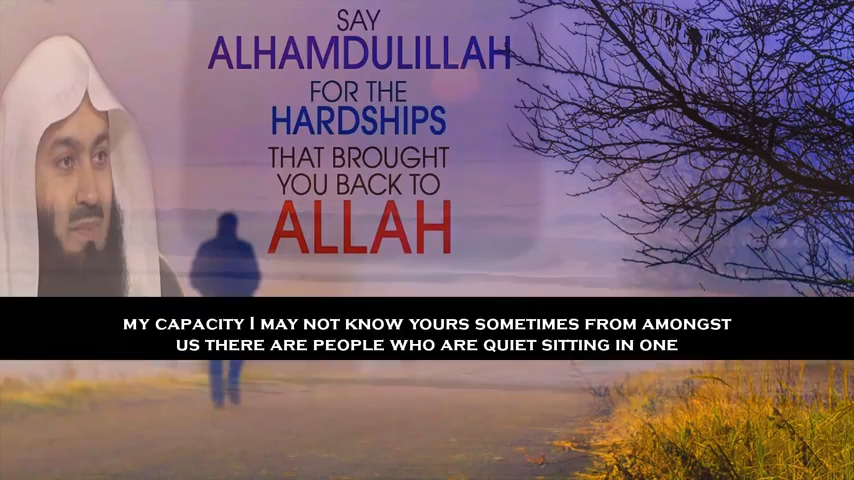 SAY
ALHAMDULILLAH
FOR THE
HARDSHIPS
THAT BROUGHT
YOU BACK TO
ALLAH
MY CAPACITY I MAY NOT KNOW YOURS SOMETIMES FROM AMONGST
US THERE ARE PEOPLE WHO ARE QUIET SITTING IN ONE